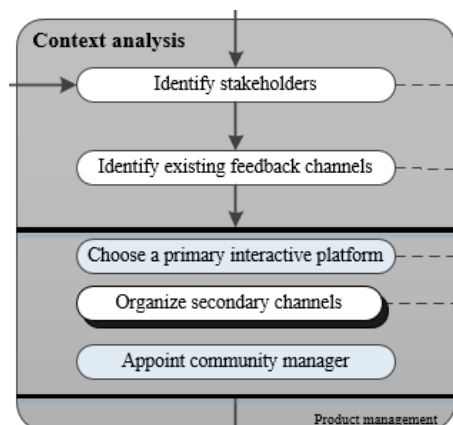 Context analysis
Identify stakeholders
Identify existing feedback channels
Choose a primary interactive platform
Organize secondary channels
Appoint community manager
Product management